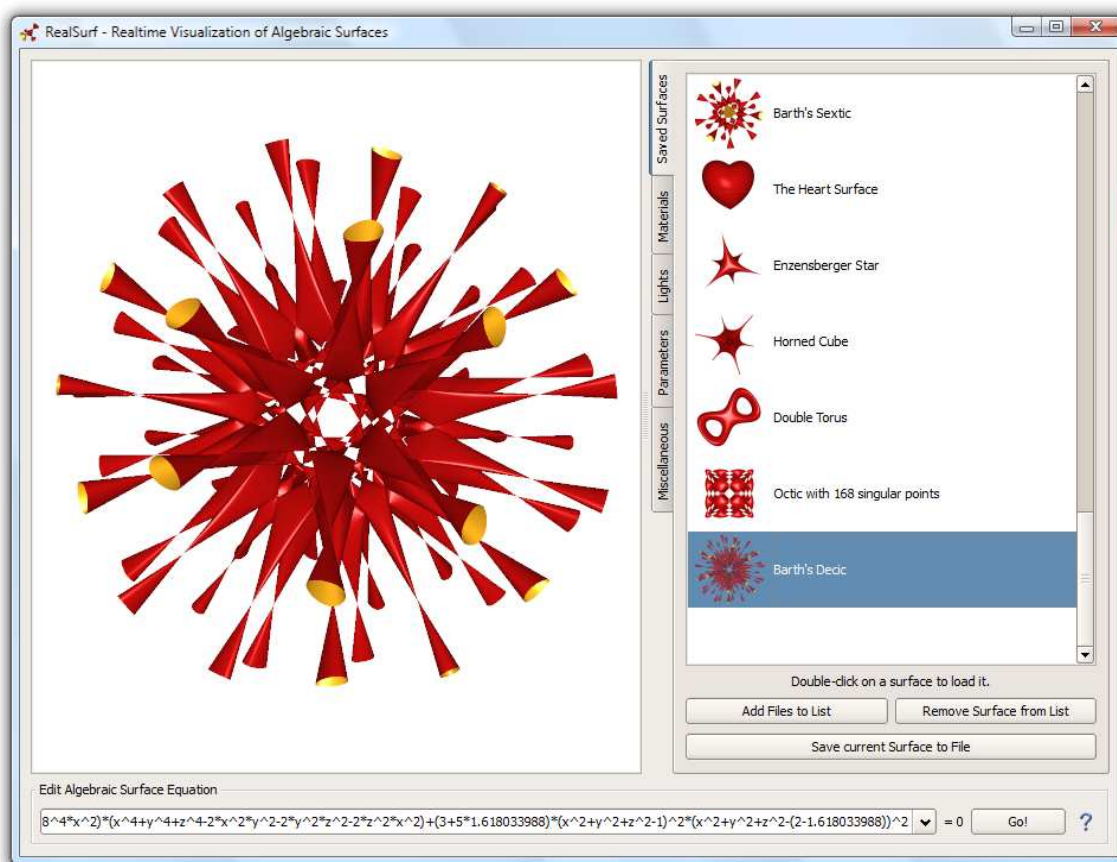 RealSurf - Realtime Visualization of Algebraic Surfaces
Saved Surfaces
Materials
Lights
Parameters
Miscellaneous
Barth's Sextic
The Heart Surface
Enzensberger Star
Horned Cube
Double Torus
Octic with 168 singular points
Barth's Decic
Double-click on a surface to load it.
Add Files to List
Remove Surface from List
Save current Surface to File
Edit Algebraic Surface Equation
8^4*x^2)*(x^4+y^4+z^4-2*x^2*y^2-2*y^2*z^2-2*z^2*x^2)+(3+5*1.618033988)*(x^2+y^2+z^2-1)^2*(x^2+y^2+z^2-(2-1.618033988))^2 = 0 Go! ?